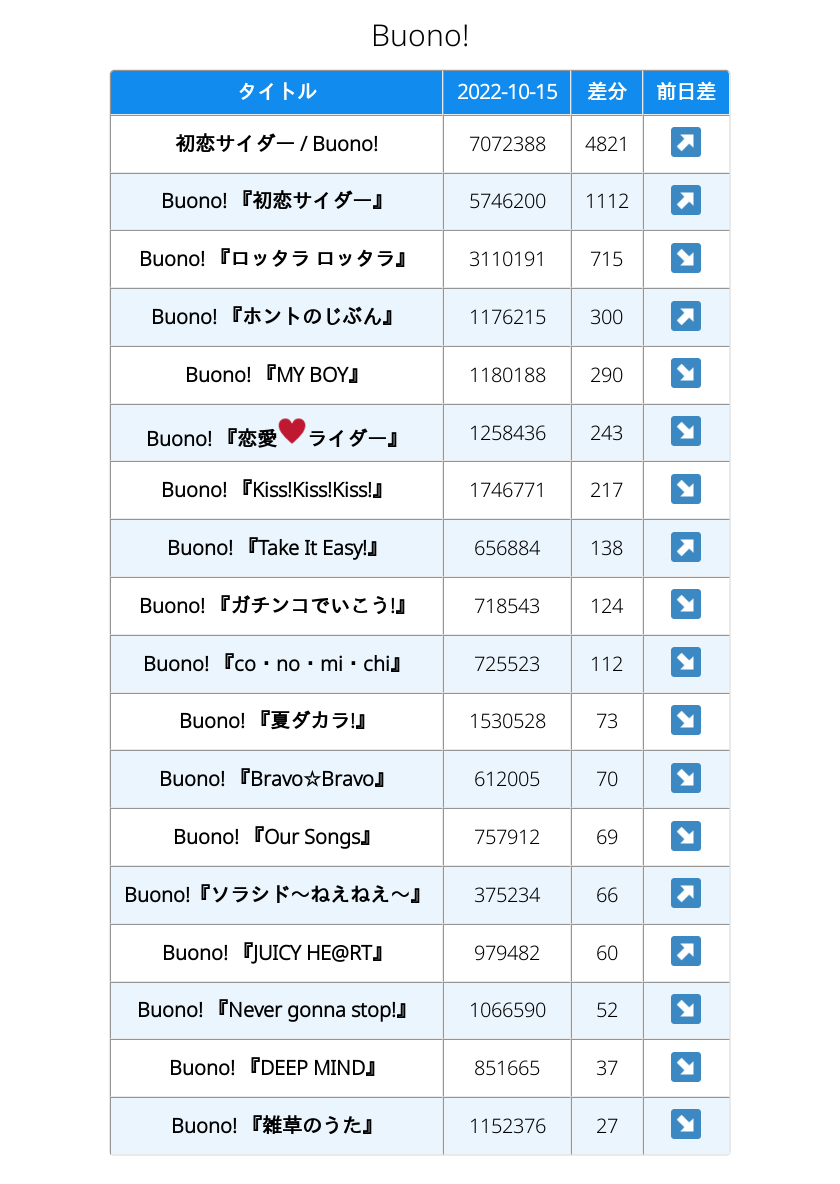 Buono!
タイトル 2022-10-15 差分 前日差
初恋サイダー / Buono! 7072388 4821 ↗
Buono! 『初恋サイダー』 5746200 1112 ↗
Buono! 『ロッタラ ロッタラ』 3110191 715 ↘
Buono! 『ホントのじぶん』 1176215 300 ↗
Buono! 『MY BOY』 1180188 290 ↘
Buono! 『恋愛♥ライダー』 1258436 243 ↘
Buono! 『Kiss!Kiss!Kiss!』 1746771 217 ↘
Buono! 『Take It Easy!』 656884 138 ↗
Buono! 『ガチンコでいこう!』 718543 124 ↘
Buono! 『co・no・mi・chi』 725523 112 ↘
Buono! 『夏ダカラ!』 1530528 73 ↘
Buono! 『Bravo☆Bravo』 612005 70 ↘
Buono! 『Our Songs』 757912 69 ↘
Buono!『ソラシド〜ねえねえ〜』 375234 66 ↗
Buono! 『JUICY HE@RT』 979482 60 ↗
Buono! 『Never gonna stop!』 1066590 52 ↘
Buono! 『DEEP MIND』 851665 37 ↘
Buono! 『雑草のうた』 1152376 27 ↘